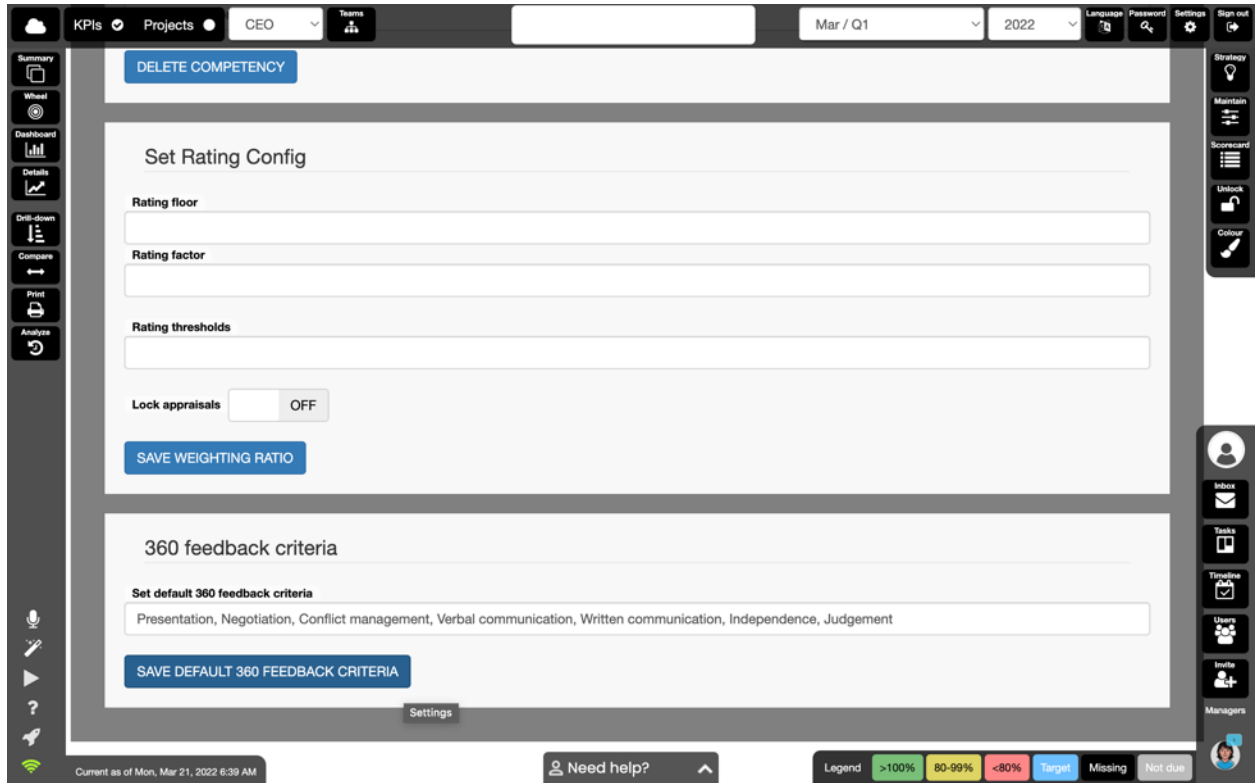 KPIs Projects CEO Teams Mar / Q1 2022 Language Password Settings Sign out
Summary
Wheel
Dashboard
Details
Drill-down
Compare
Print
Analyze
DELETE COMPETENCY
Set Rating Config
Rating floor
Rating factor
Rating thresholds
Lock appraisals OFF
SAVE WEIGHTING RATIO
360 feedback criteria
Set default 360 feedback criteria
Presentation, Negotiation, Conflict management, Verbal communication, Written communication, Independence, Judgement
SAVE DEFAULT 360 FEEDBACK CRITERIA
Settings
Strategy
Maintain
Scorecard
Unlock
Colour
Inbox
Tasks
Timeline
Users
Invite
Managers
?
Current as of Mon, Mar 21, 2022 6:39 AM
Need help?
Legend >100% 80-99% <80% Target Missing Not due